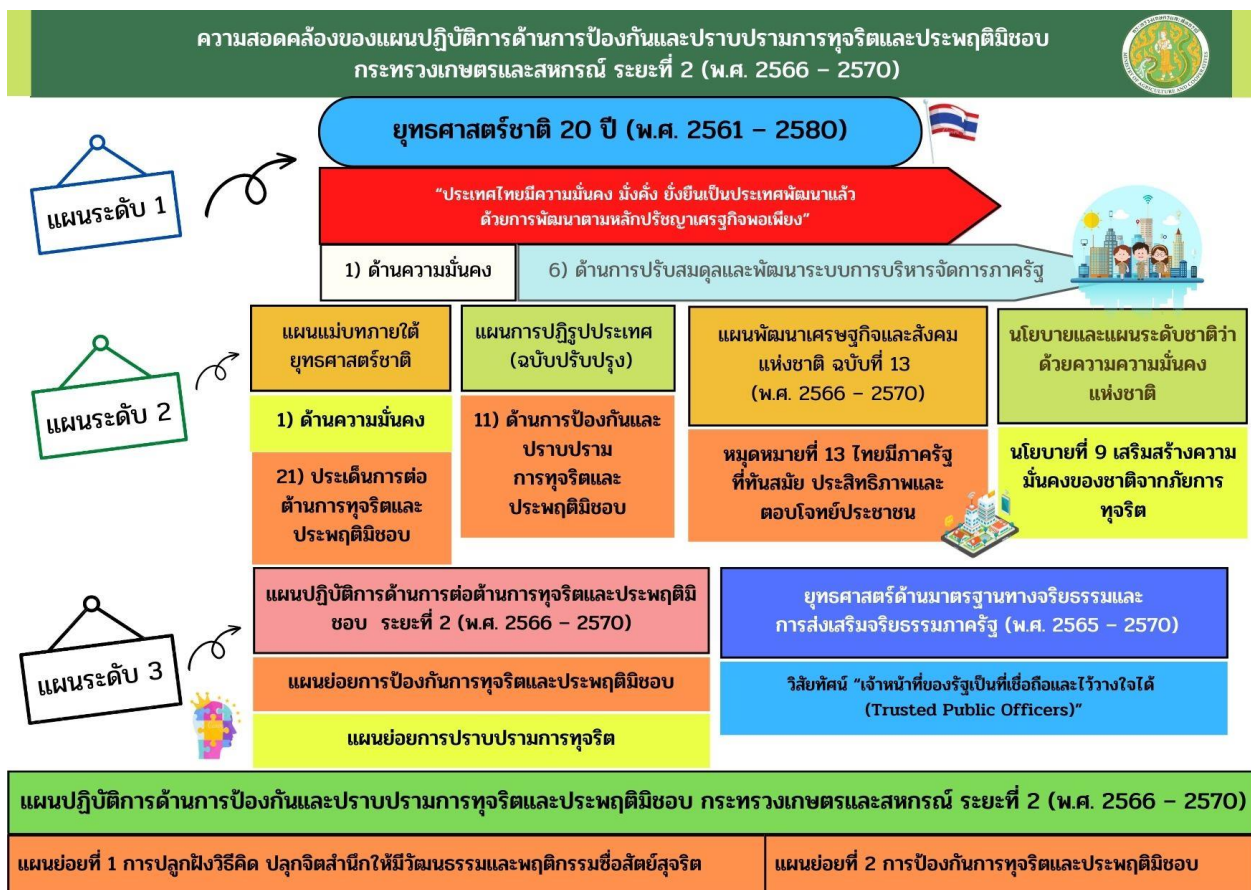 ความสอดคล้องของแผนปฏิบัติการด้านการป้องกันและปราบปรามการทุจริตและประพฤติมิชอบ
กระทรวงเกษตรและสหกรณ์ ระยะที่ 2 (พ.ศ. 2566 – 2570)
แผนระดับ 1
ยุทธศาสตร์ชาติ 20 ปี (พ.ศ. 2561 – 2580)
“ประเทศไทยมีความมั่นคง มั่งคั่ง ยั่งยืนเป็นประเทศพัฒนาแล้ว
ด้วยการพัฒนาตามหลักปรัชญาเศรฐกิจพอเพียง”
1) ด้านความมั่นคง
6) ด้านการปรับสมดุลและพัฒนาระบบการบริหารจัดการภาครัฐ
แผนระดับ 2
แผนแม่บทภายใต้
ยุทธศาสตร์ชาติ
1) ด้านความมั่นคง
21) ประเด็นการต่อ
ต้านการทุจริตและ
ประพฤติมิชอบ
แผนการปฏิรูปประเทศ
(ฉบับปรับปรุง)
11) ด้านการป้องกันและ
ปราบปราม
การทุจริตและ
ประพฤติมิชอบ
แผนพัฒนาเศรษฐกิจและสังคม
แห่งชาติ ฉบับที่ 13
(พ.ศ. 2566 – 2570)
หมุดหมายที่ 13 ไทยมีภาครัฐ
ที่ทันสมัย ประสิทธิภาพและ
ตอบโจทย์ประชาชน
นโยบายและแผนระดับชาติว่า
ด้วยความความมั่นคง
แห่งชาติ
นโยบายที่ 9 เสริมสร้างความ
มั่นคงของชาติจากภัยการ
ทุจริต
แผนระดับ 3
แผนปฏิบัติการด้านการต่อต้านการทุจริตและประพฤติมิ
ชอบ ระยะที่ 2 (พ.ศ. 2566 – 2570)
แผนย่อยการป้องกันการทุจริตและประพฤติมิชอบ
แผนย่อยการปราบปรามการทุจริต
ยุทธศาสตร์ด้านมาตรฐานทางจริยธรรมและ
การส่งเสริมจริยธรรมภาครัฐ (พ.ศ. 2565 – 2570)
วิสัยทัศน์ “เจ้าหน้าที่ของรัฐเป็นที่เชื่อถือและไว้วางใจได้
(Trusted Public Officers)”
แผนปฏิบัติการด้านการป้องกันและปราบปรามการทุจริตและประพฤติมิชอบ กระทรวงเกษตรและสหกรณ์ ระยะที่ 2 (พ.ศ. 2566 – 2570)
แผนย่อยที่ 1 การปลูกฝังวิธีคิด ปลุกจิตสำนึกให้มีวัฒนธรรมและพฤติกรรมซื่อสัตย์สุจริต
แผนย่อยที่ 2 การป้องกันการทุจริตและประพฤติมิชอบ